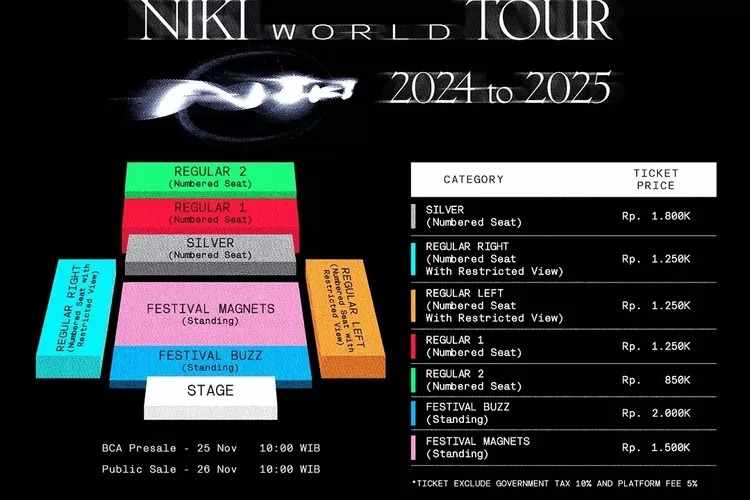 NIKI WORLD TOUR
2024 to 2025
REGULAR 2
(Numbered Seat)
REGULAR 1
(Numbered Seat)
SILVER
(Numbered Seat)
REGULAR RIGHT
(Numbered Seat with
Restricted View)
FESTIVAL MAGNETS
(Standing)
REGULAR LEFT
(Numbered Seat with
Restricted View)
FESTIVAL BUZZ
(Standing)
STAGE
BCA Presale - 25 Nov 10:00 WIB
Public Sale - 26 Nov 10:00 WIB
CATEGORY
TICKET
PRICE
SILVER
(Numbered Seat)
Rp. 1.800K
REGULAR RIGHT
(Numbered Seat
With Restricted View)
Rp. 1.250K
REGULAR LEFT
(Numbered Seat
With Restricted View)
Rp. 1.250K
REGULAR 1
(Numbered Seat)
Rp. 1.250K
REGULAR 2
(Numbered Seat)
Rp. 850K
FESTIVAL BUZZ
(Standing)
Rp. 2.000K
FESTIVAL MAGNETS
(Standing)
Rp. 1.500K
*TICKET EXCLUDE GOVERNMENT TAX 10% AND PLATFORM FEE 5%